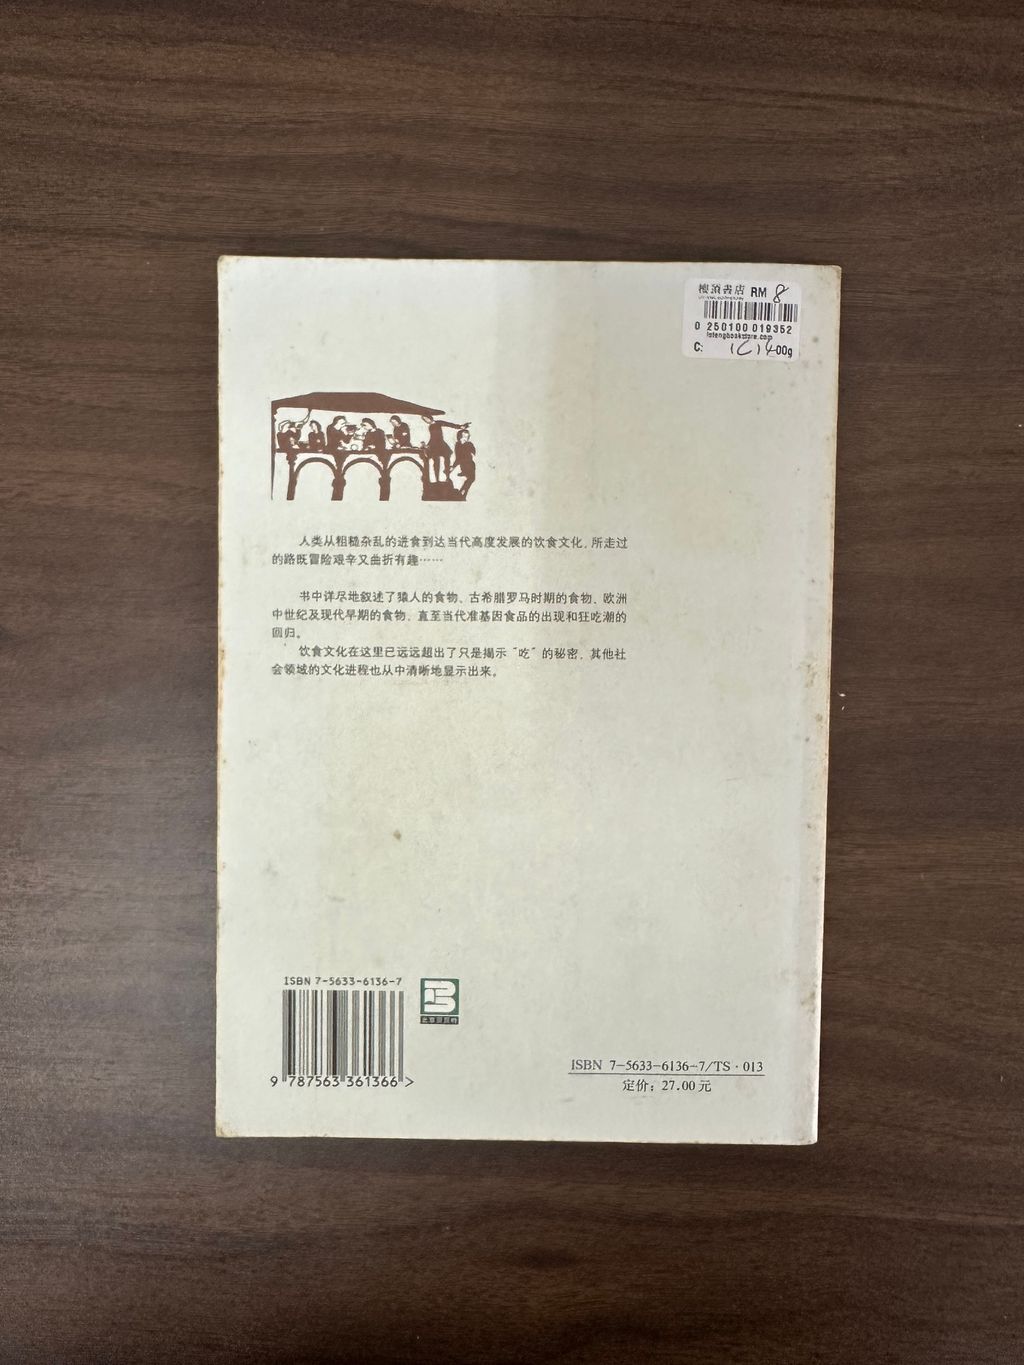 樓浪書店 RM 8
0 250100 019352
C: 00g
人类从粗糙杂乱的进食到达当代高度发展的饮食文化，所走过
的路既冒险艰辛又曲折有趣……
书中详尽地叙述了猿人的食物、古希腊罗马时期的食物、欧洲
中世纪及现代早期的食物，直至当代准基因食品的出现和狂吃潮的
回归。
饮食文化在这里已远远超出了只是揭示“吃”的秘密，其他社
会领域的文化进程也从中清晰地显示出来。
ISBN 7-5633-6136-7
9 787563 361366 >
ISBN 7-5633-6136-7/TS·013
定价：27.00 元